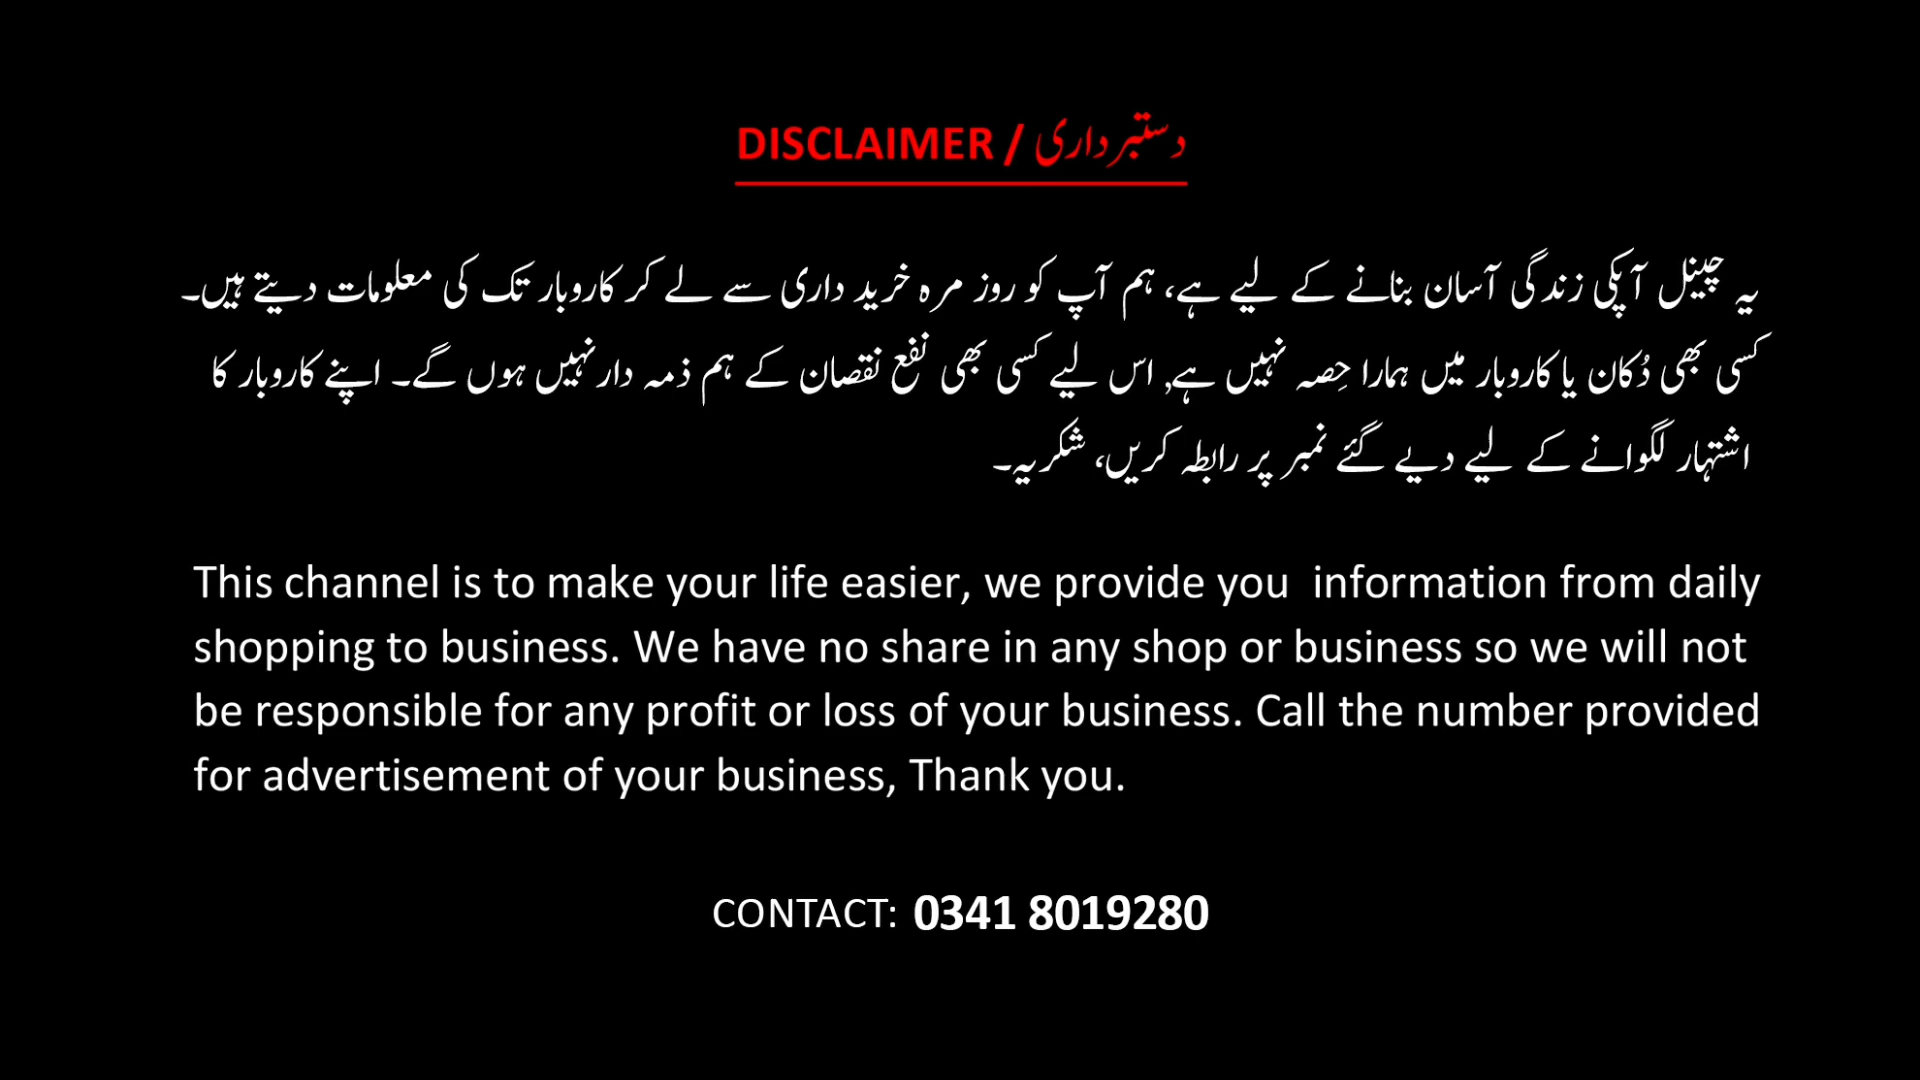 DISCLAIMER / دستبرداری
یہ چینل آپکی زندگی آسان بنانے کے لیے ہے، ہم آپ کو روز مرہ خرید داری سے لے کر کاروبار تک کی معلومات دیتے ہیں۔
کسی بھی دُکان یا کاروبار میں ہمارا حِصہ نہیں ہے, اس لیے کسی بھی نفع نقصان کے ہم ذمہ دار نہیں ہوں گے۔ اپنے کاروبار کا
اشتہار لگوانے کے لیے دیے گئے نمبر پر رابطہ کریں، شکریہ۔
This channel is to make your life easier, we provide you  information from daily
shopping to business. We have no share in any shop or business so we will not
be responsible for any profit or loss of your business. Call the number provided
for advertisement of your business, Thank you.
CONTACT: 0341 8019280